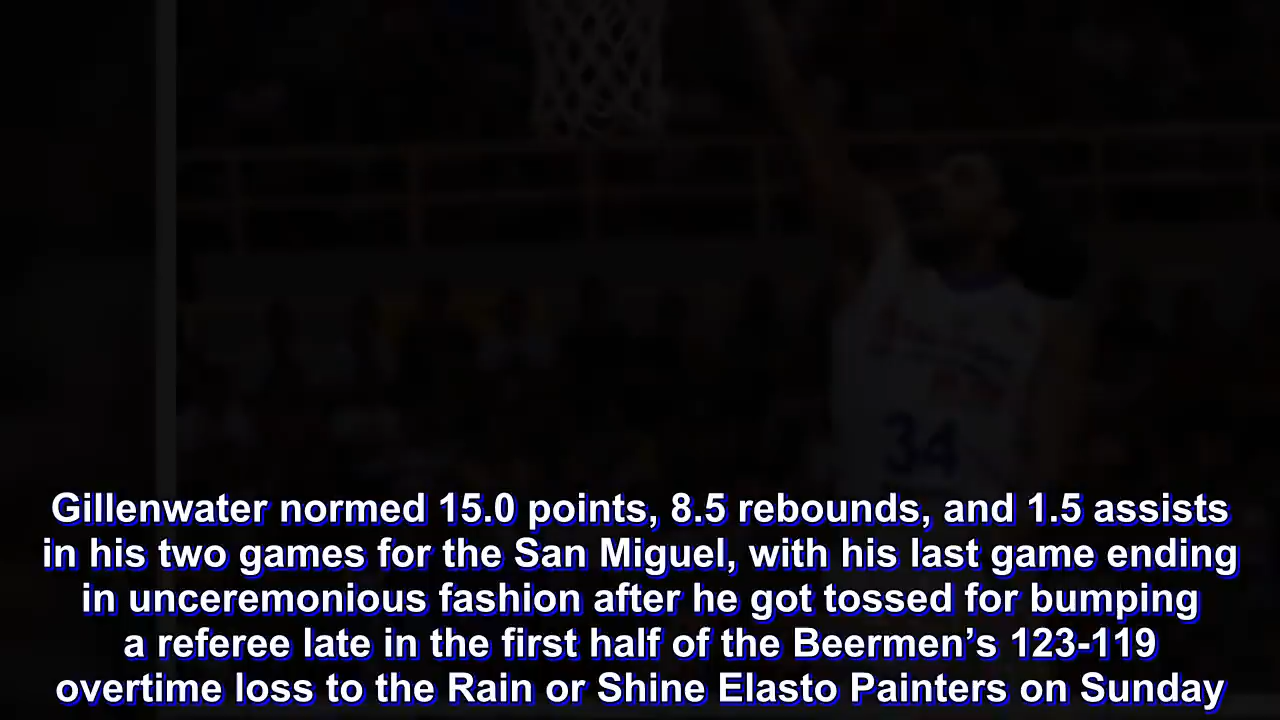 34
Gillenwater normed 15.0 points, 8.5 rebounds, and 1.5 assists
in his two games for the San Miguel, with his last game ending
in unceremonious fashion after he got tossed for bumping
a referee late in the first half of the Beermen’s 123-119
overtime loss to the Rain or Shine Elasto Painters on Sunday